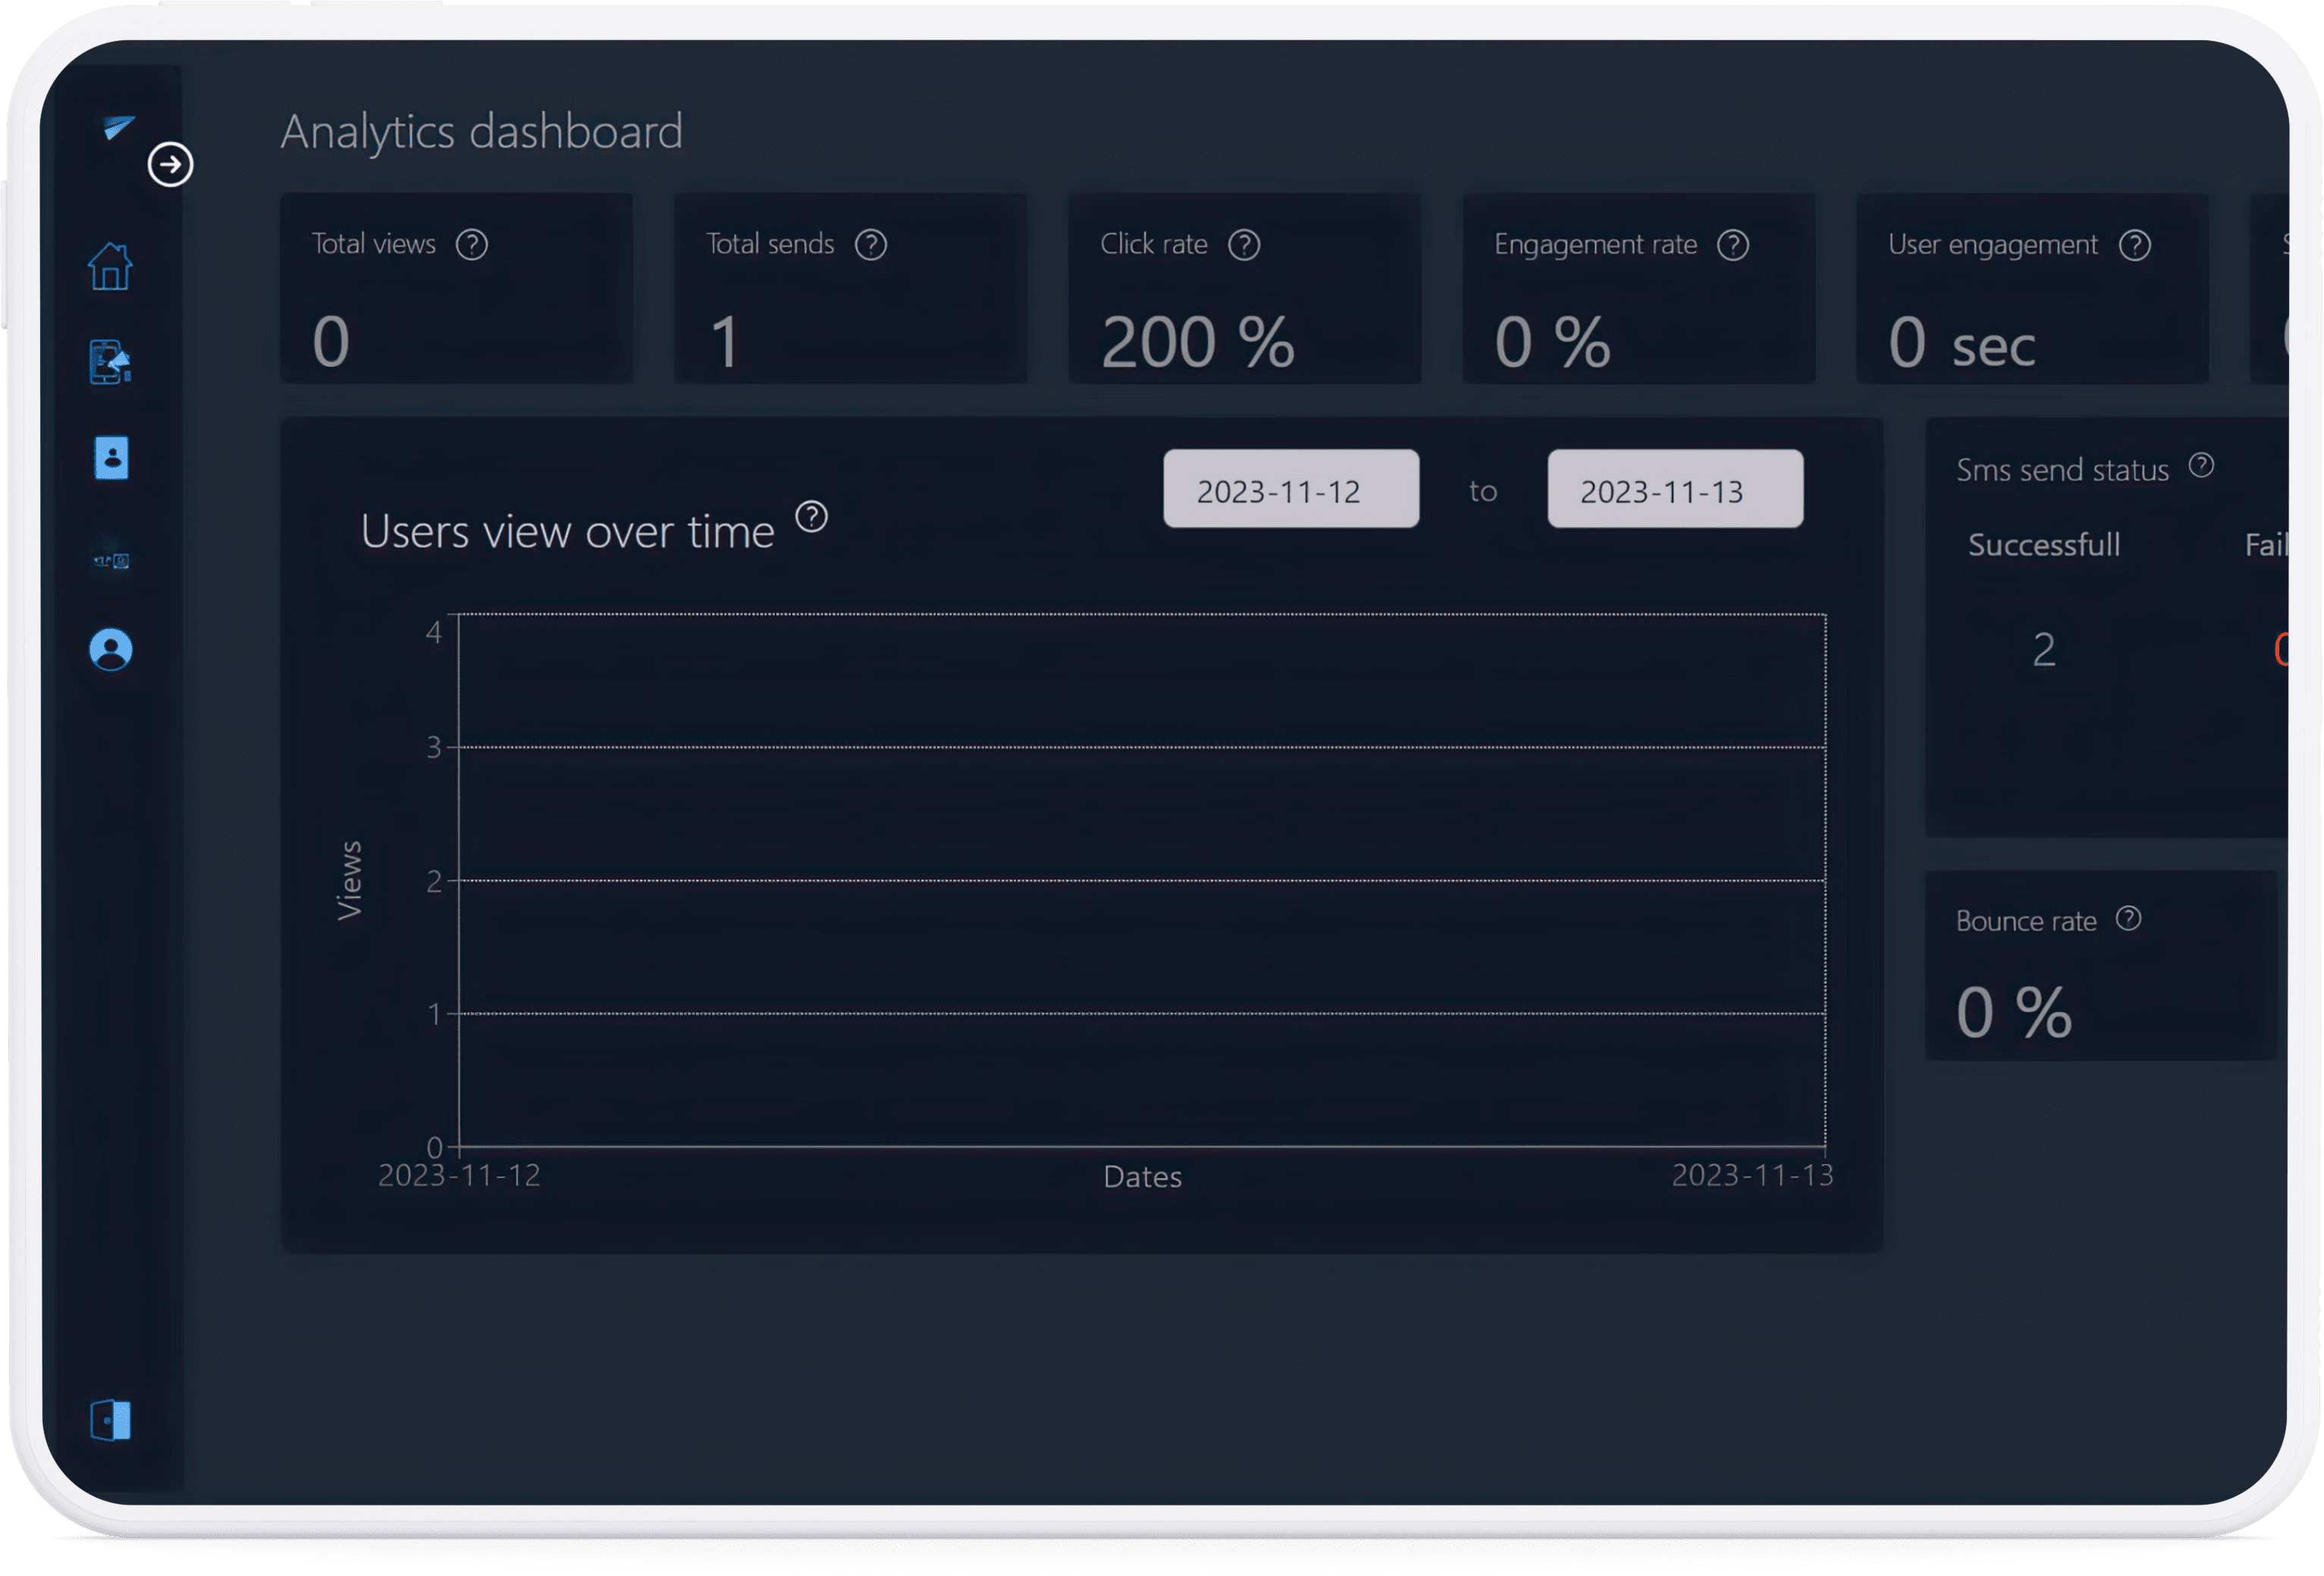 Analytics dashboard
Total views ?
0
Total sends ?
1
Click rate ?
200 %
Engagement rate ?
0 %
User engagement ?
0 sec
Users view over time ?
2023-11-12 to 2023-11-13
4
3
2
1
0
Views
2023-11-12
Dates
2023-11-13
Sms send status ?
Successfull
2
Bounce rate ?
0 %